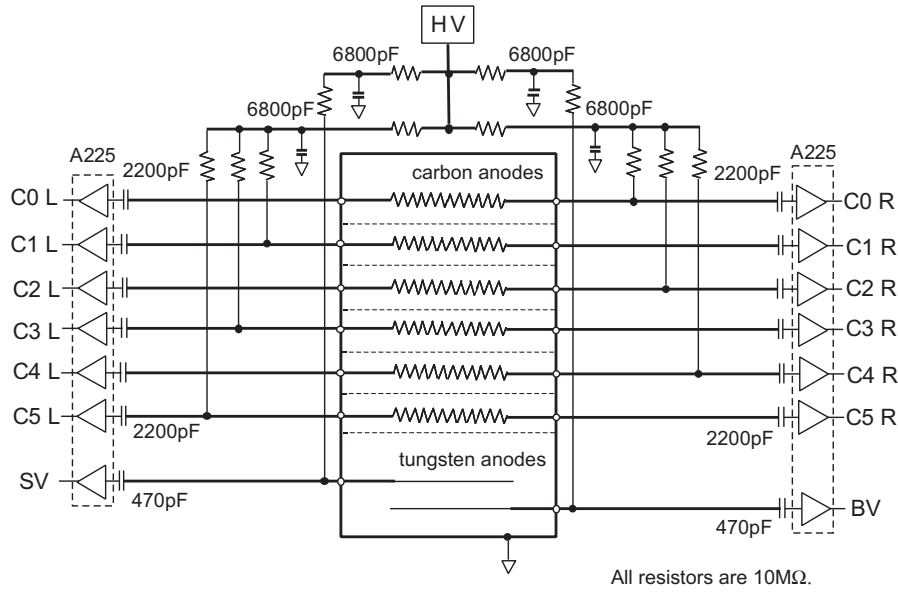 HV
6800pF
6800pF
6800pF
6800pF
A225
2200pF
carbon anodes
2200pF
A225
C0 L
C0 R
C1 L
C1 R
C2 L
C2 R
C3 L
C3 R
C4 L
C4 R
C5 L
C5 R
2200pF
2200pF
tungsten anodes
SV
470pF
BV
470pF
All resistors are 10MΩ.